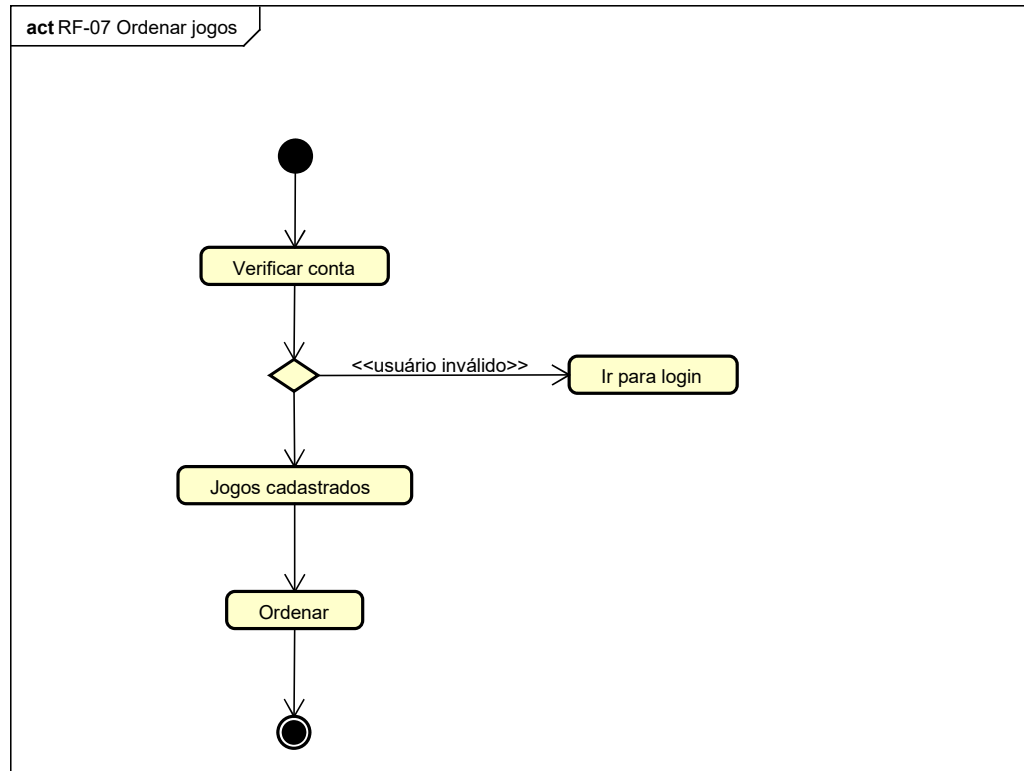 act RF-07 Ordenar jogos
Verificar conta
<<usuário inválido>>
Ir para login
Jogos cadastrados
Ordenar